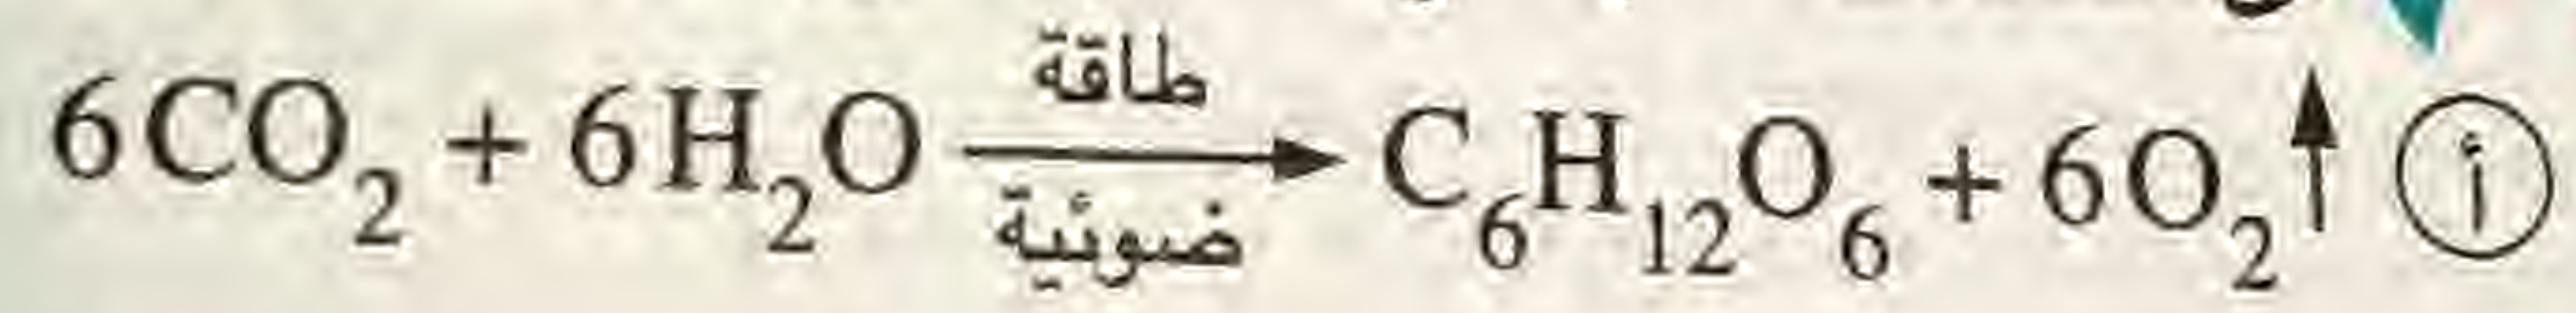 6CO₂ + 6H₂O طاقة ضوئية → C₆H₁₂O₆ + 6O₂↑ أ